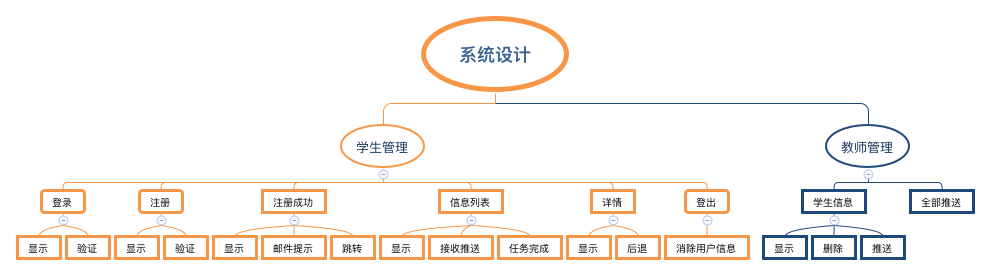 系统设计
学生管理
教师管理
登录
注册
注册成功
信息列表
详情
登出
学生信息
全部推送
显示
验证
显示
验证
显示
邮件提示
跳转
显示
接收推送
任务完成
显示
后退
消除用户信息
显示
删除
推送